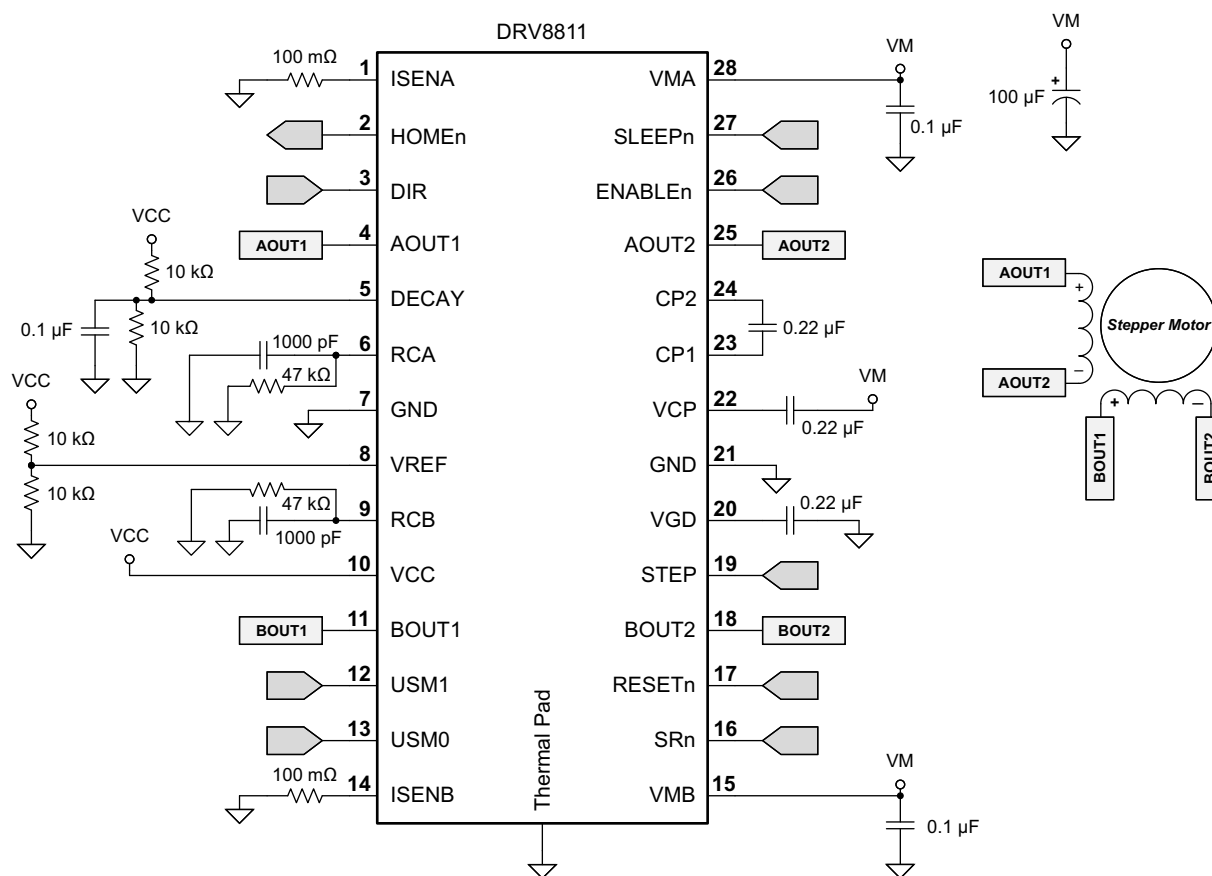 DRV8811
100 mΩ
1
ISENA
2
HOMEn
3
DIR
VCC
AOUT1
4
AOUT1
10 kΩ
5
DECAY
0.1 µF
10 kΩ
1000 pF
6
RCA
VCC
47 kΩ
7
GND
10 kΩ
8
VREF
10 kΩ
47 kΩ
9
RCB
1000 pF
VCC
10
VCC
BOUT1
11
BOUT1
12
USM1
13
USM0
100 mΩ
14
ISENB
Thermal Pad
VMA
28
VM
0.1 µF
SLEEPn
27
ENABLEn
26
AOUT2
25
AOUT2
CP2
24
0.22 µF
CP1
23
VCP
22
VM
0.22 µF
GND
21
VGD
20
0.22 µF
STEP
19
BOUT2
18
BOUT2
RESETn
17
SRn
16
VMB
15
VM
0.1 µF
VM
+
100 µF
AOUT1
+
Stepper Motor
AOUT2
–
+
–
BOUT1
BOUT2